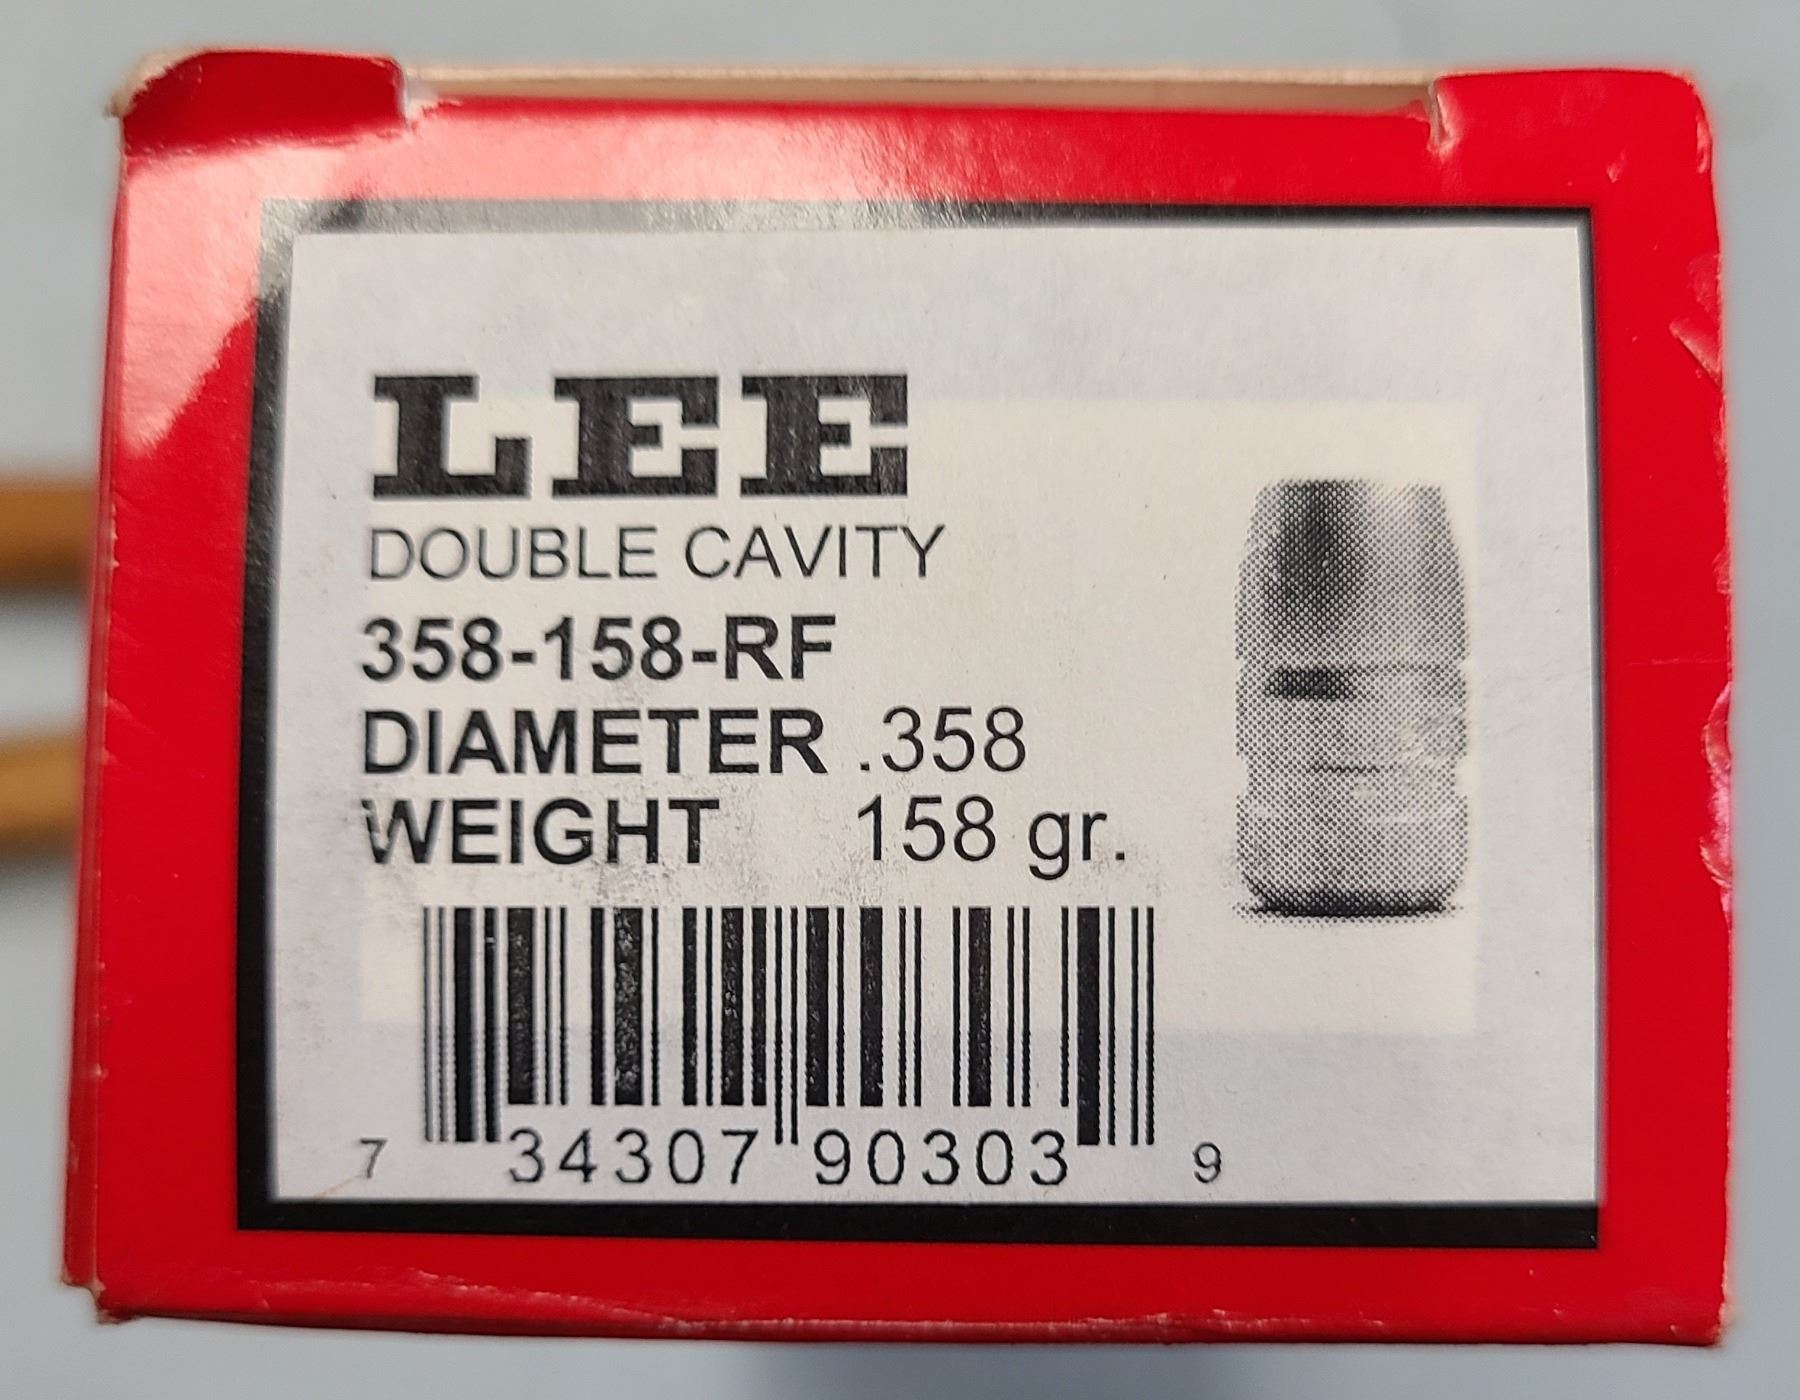 LEE
DOUBLE CAVITY
358-158-RF
DIAMETER .358
WEIGHT 158 gr.
7 34307 90303 9